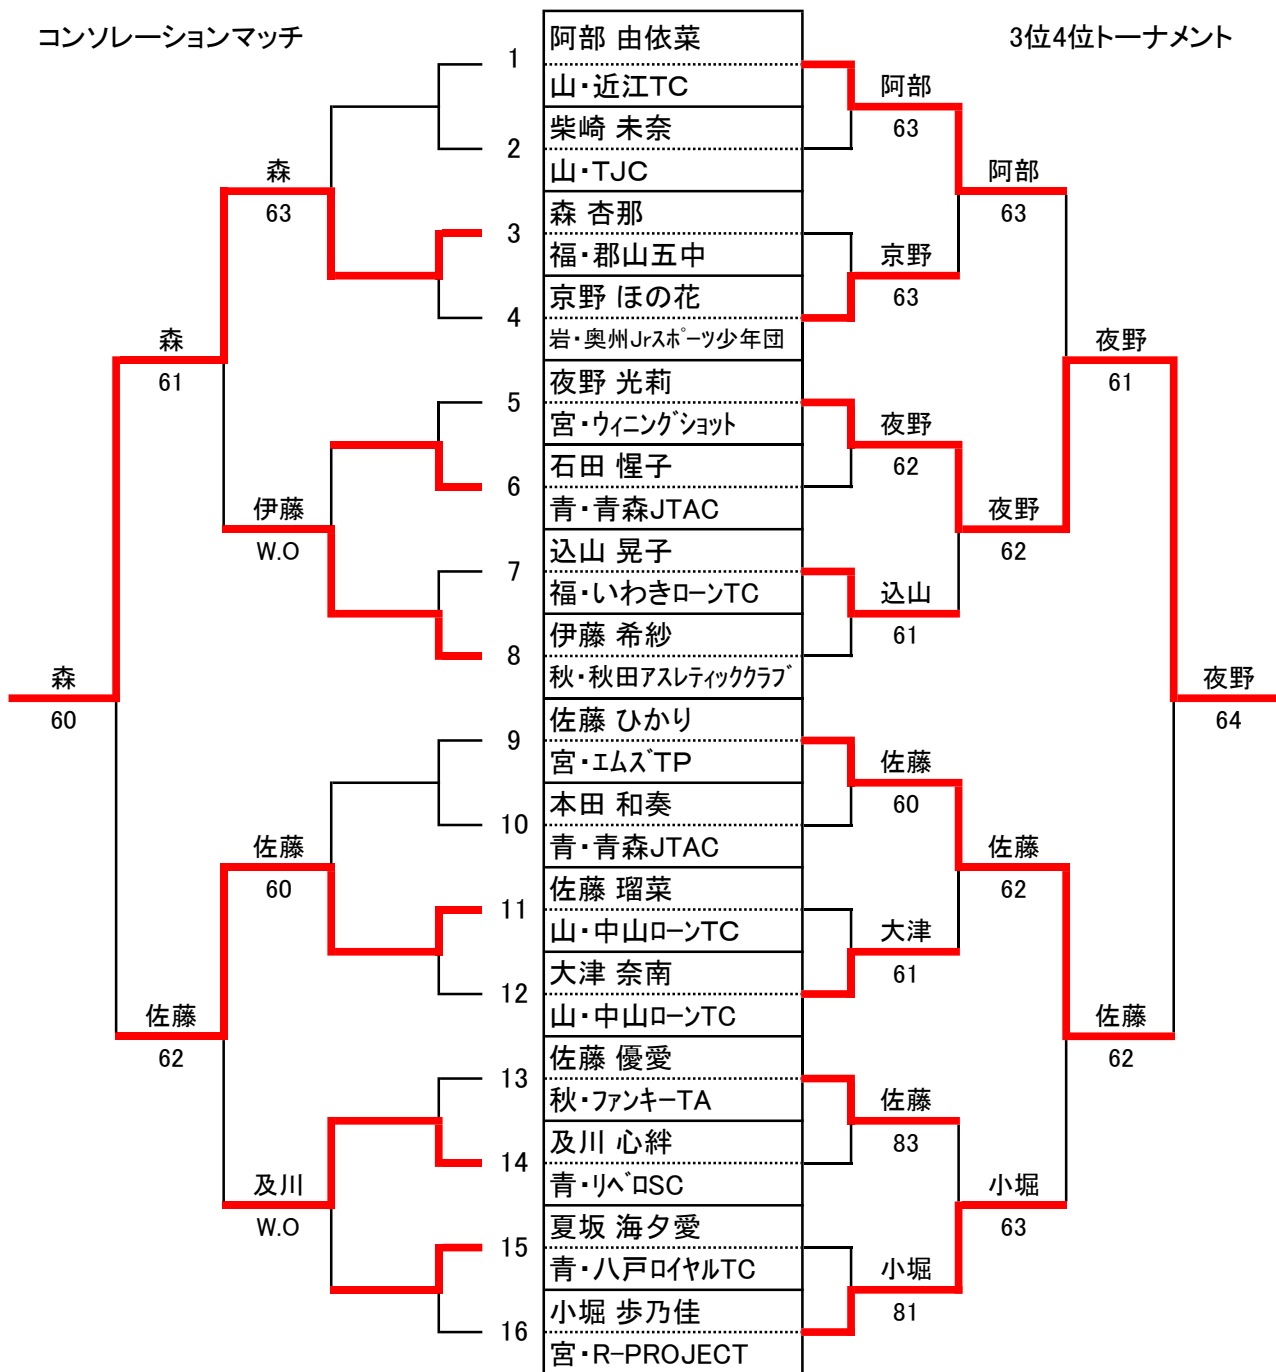 コンソレーションマッチ
3位4位トーナメント
1
阿部 由依菜
山・近江TC
2
柴崎 未奈
山・TJC
3
森 杏那
福・郡山五中
4
京野 ほの花
岩・奥州Jrスポーツ少年団
5
夜野 光莉
宮・ウィニングショット
6
石田 惺子
青・青森JTAC
7
込山 晃子
福・いわきローンTC
8
伊藤 希紗
秋・秋田アスレティッククラブ
9
佐藤 ひかり
宮・エムズTP
10
本田 和奏
青・青森JTAC
11
佐藤 瑠菜
山・中山ローンTC
12
大津 奈南
山・中山ローンTC
13
佐藤 優愛
秋・ファンキーTA
14
及川 心絆
青・リベロSC
15
夏坂 海夕愛
青・八戸ロイヤルTC
16
小堀 歩乃佳
宮・R-PROJECT
森
63
伊藤
W.O
佐藤
60
及川
W.O
森
61
佐藤
62
森
60
阿部
63
京野
63
夜野
62
込山
61
佐藤
60
大津
61
佐藤
83
小堀
81
阿部
63
夜野
62
佐藤
62
小堀
63
夜野
61
佐藤
62
夜野
64